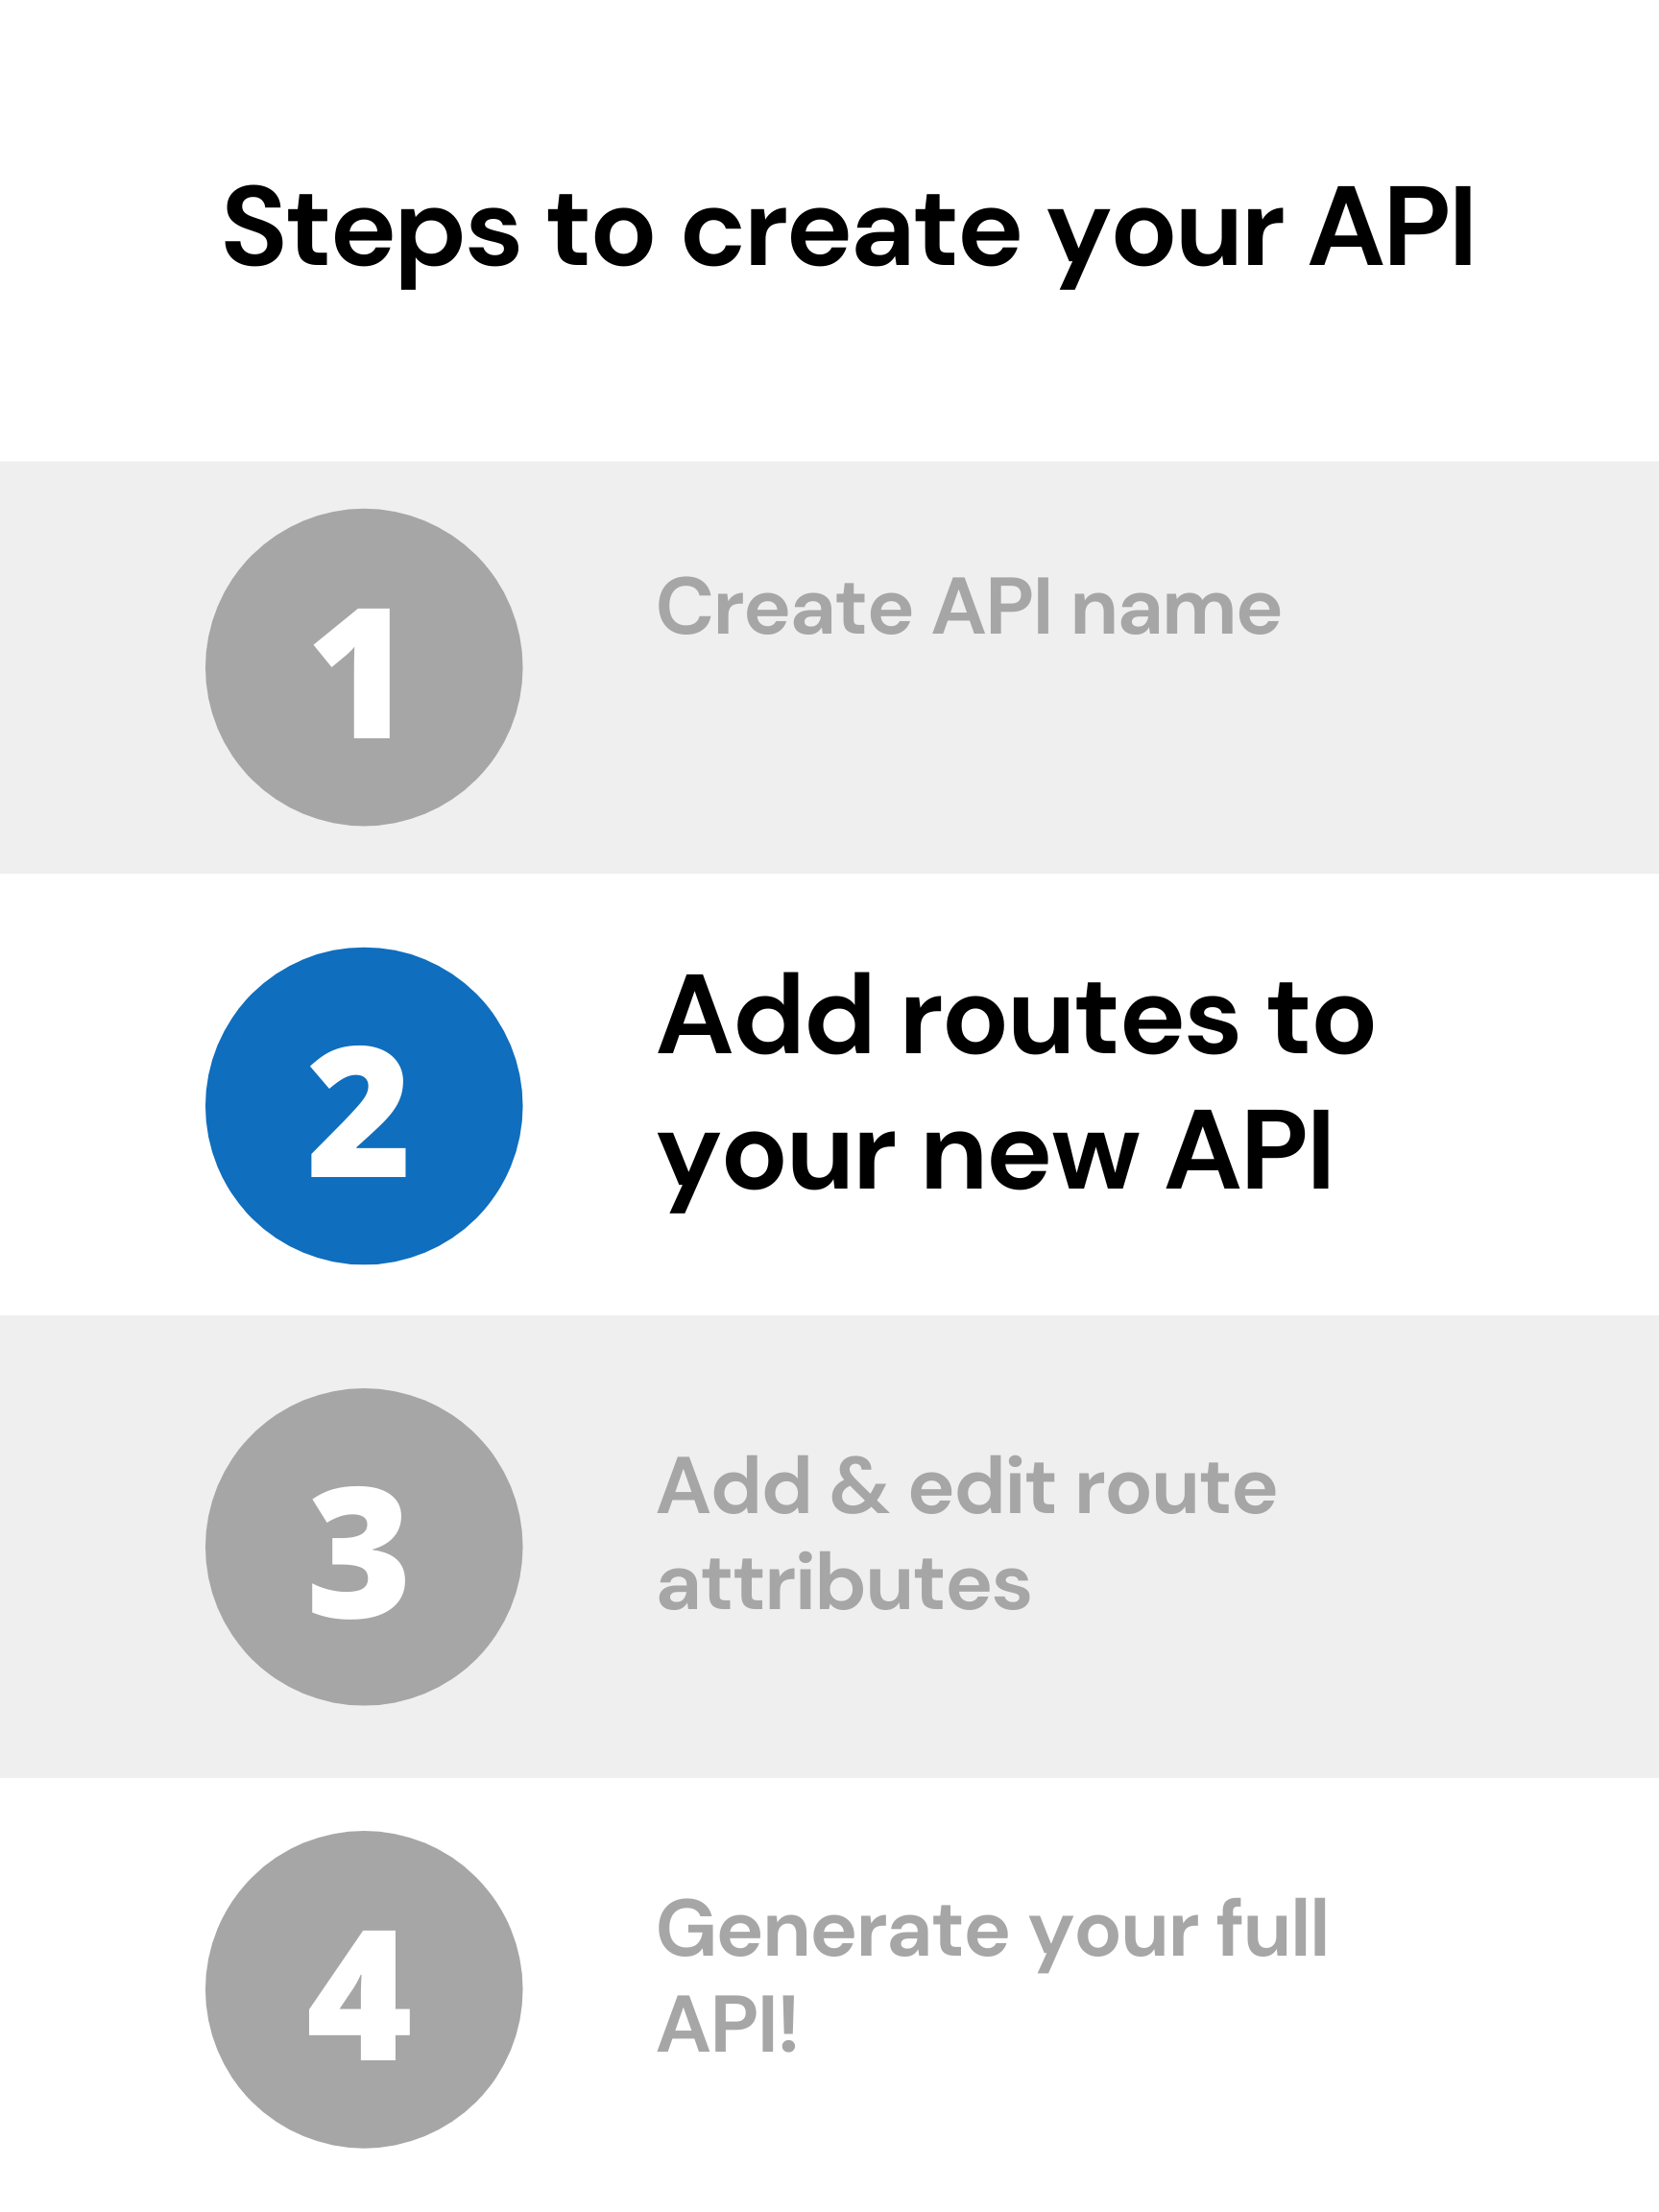 Steps to create your API
1
Create API name
2
Add routes to
your new API
3
Add & edit route
attributes
4
Generate your full
API!